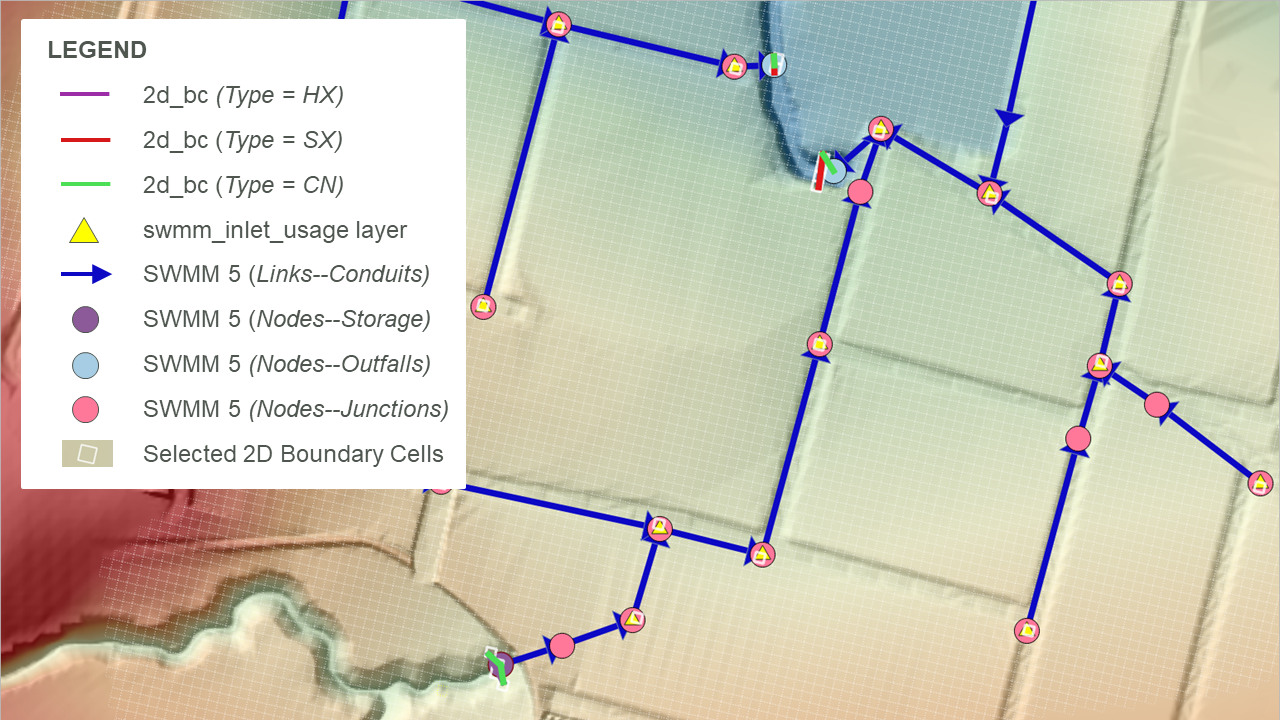 LEGEND
2d_bc (Type = HX)
2d_bc (Type = SX)
2d_bc (Type = CN)
swmm_inlet_usage layer
SWMM 5 (Links--Conduits)
SWMM 5 (Nodes--Storage)
SWMM 5 (Nodes--Outfalls)
SWMM 5 (Nodes--Junctions)
Selected 2D Boundary Cells